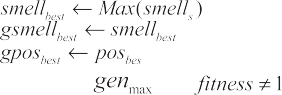 smell_best ← Max(smell_s)
gsmell_best ← smell_best
gpos_best ← pos_bes
gen_max fitness ≠ 1